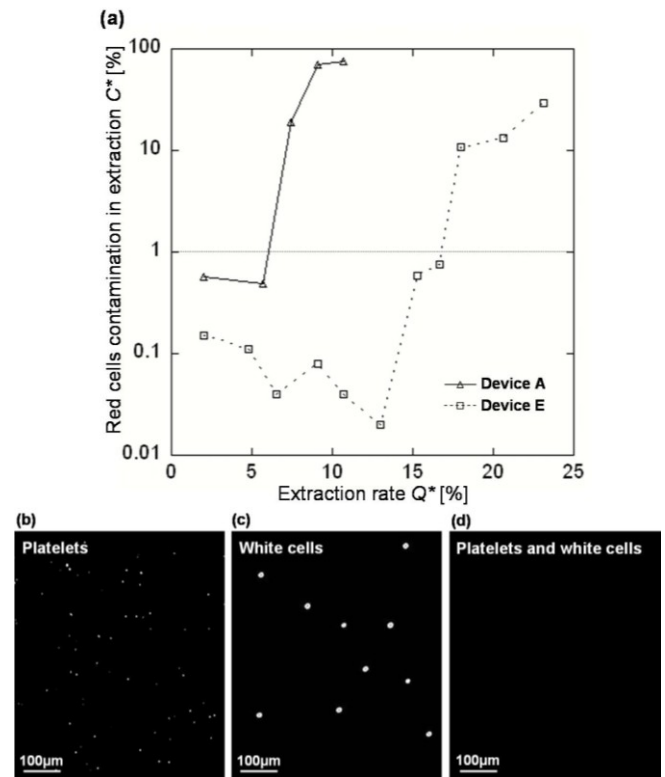 (a)
Red cells contamination in extraction C* [%]
100
10
1
0.1
0.01
Device A
Device E
0 5 10 15 20 25
Extraction rate Q* [%]
(b) (c) (d)
Platelets White cells Platelets and white cells
100µm 100µm 100µm